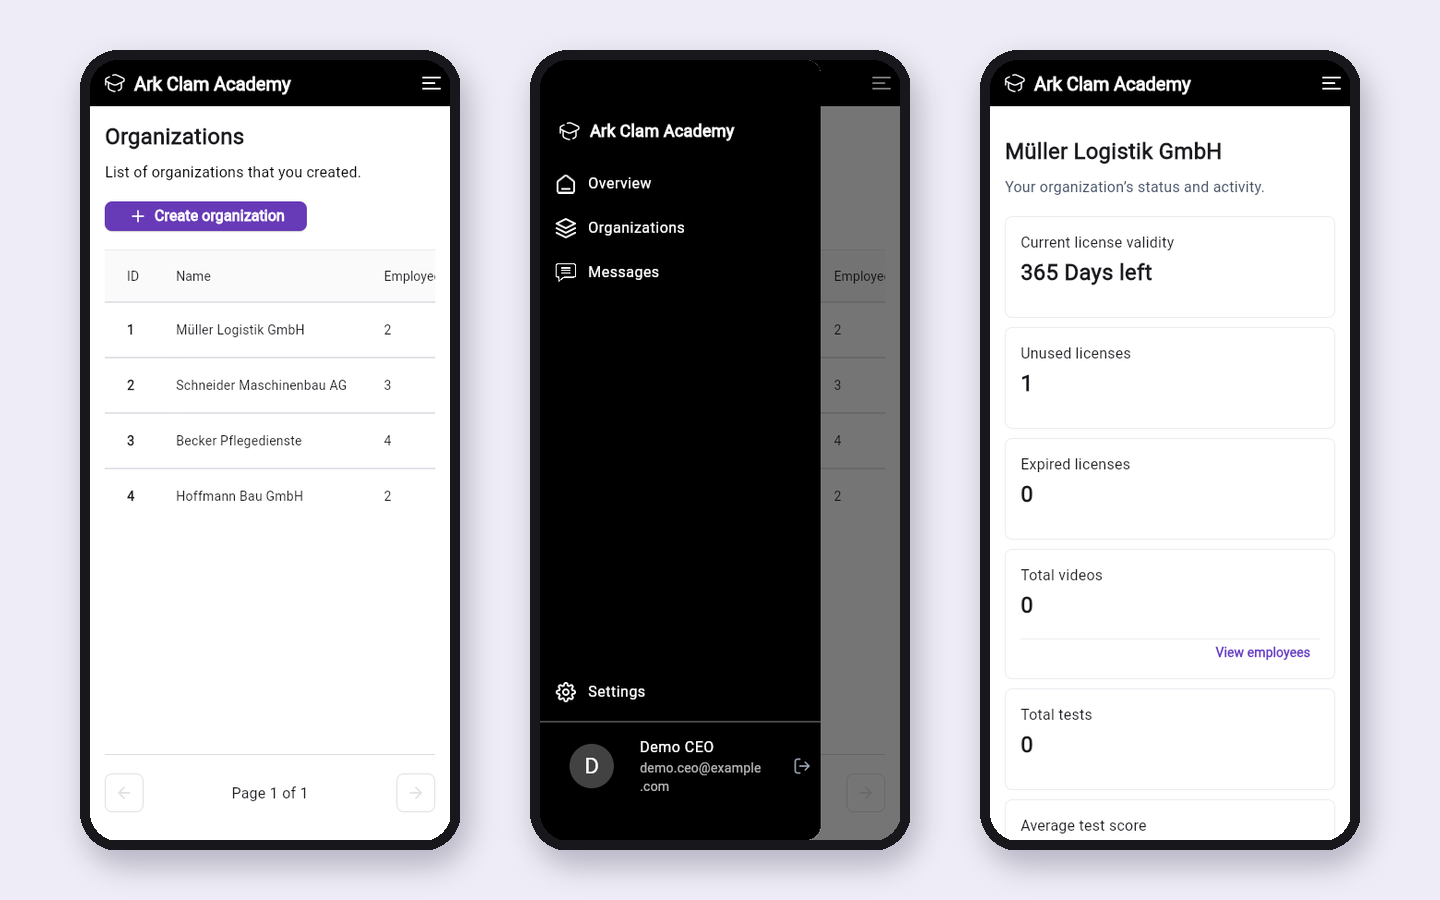 Ark Clam Academy
Organizations
List of organizations that you created.
Create organization
ID Name Employee
1 Müller Logistik GmbH 2
2 Schneider Maschinenbau AG 3
3 Becker Pflegedienste 4
4 Hoffmann Bau GmbH 2
Page 1 of 1
Ark Clam Academy
Overview
Organizations
Messages
Employee
2
3
4
2
Settings
D
Demo CEO
demo.ceo@example
.com
Ark Clam Academy
Müller Logistik GmbH
Your organization’s status and activity.
Current license validity
365 Days left
Unused licenses
1
Expired licenses
0
Total videos
0
View employees
Total tests
0
Average test score